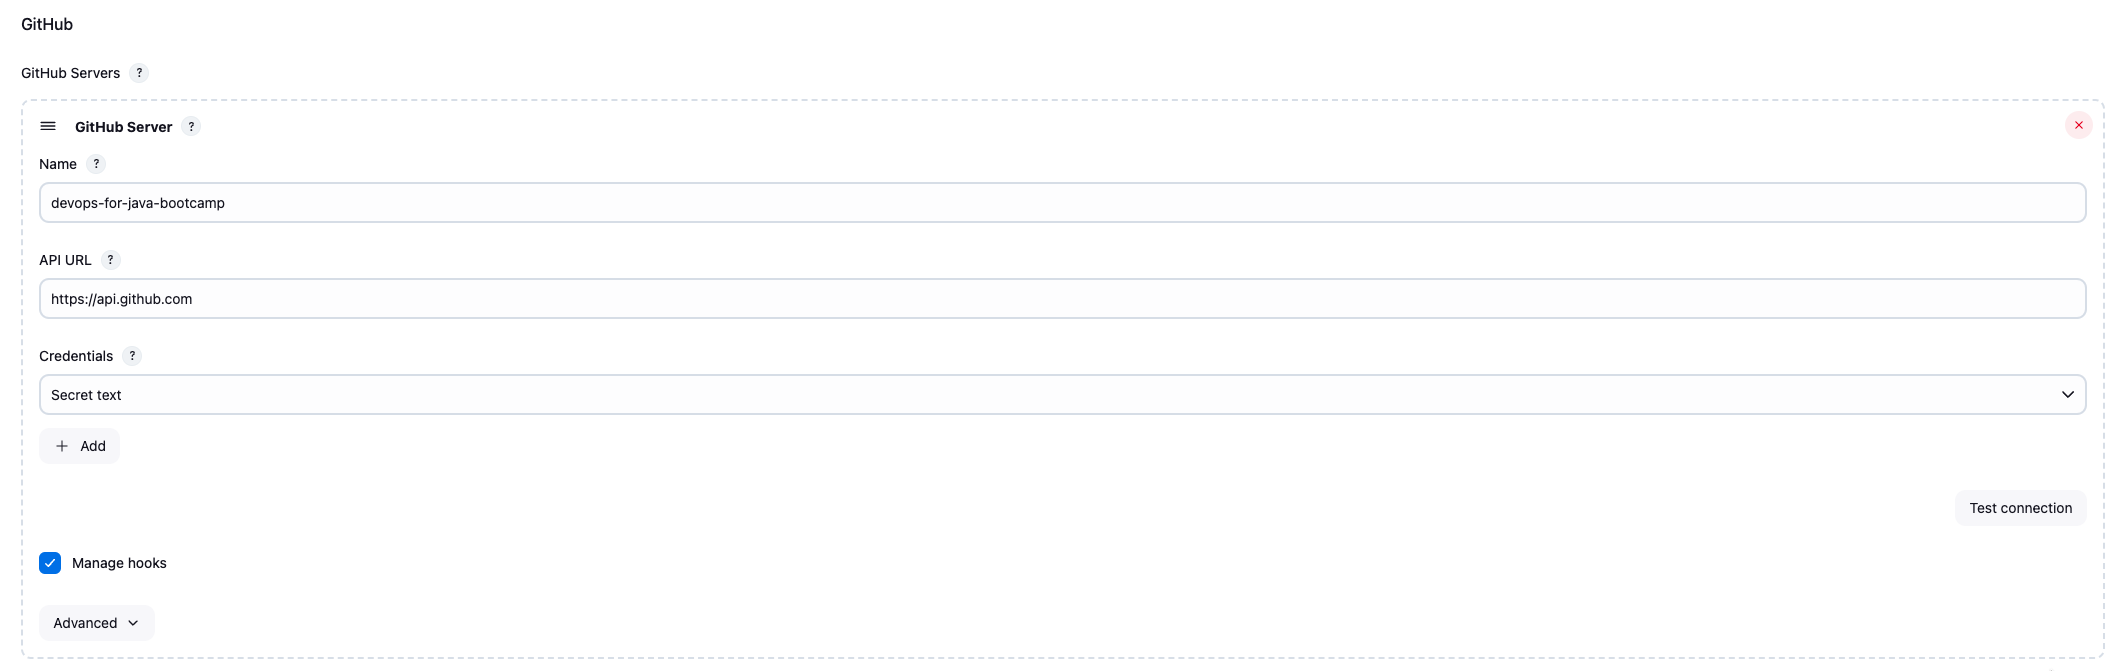 GitHub
GitHub Servers ?
GitHub Server ?
Name ?
devops-for-java-bootcamp
API URL ?
https://api.github.com
Credentials ?
Secret text
Add
Test connection
Manage hooks
Advanced